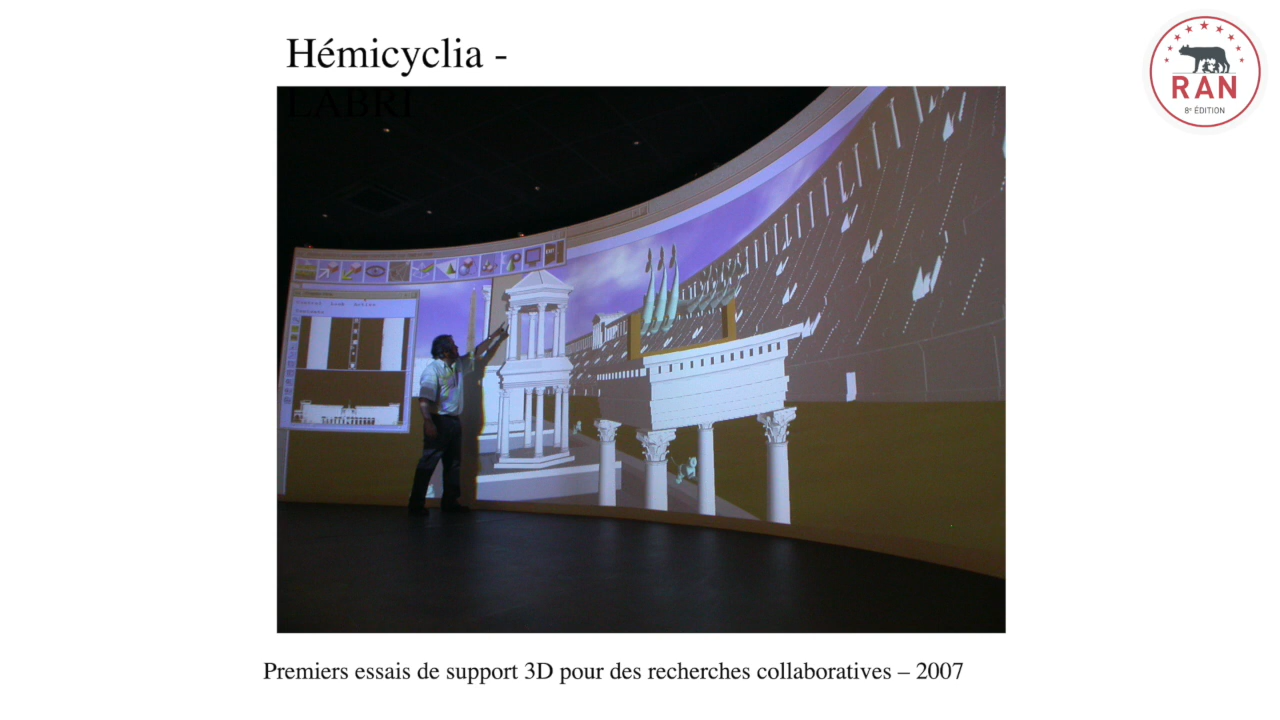 Hémicyclia -
LABRI
RAN
8e ÉDITION
Premiers essais de support 3D pour des recherches collaboratives – 2007